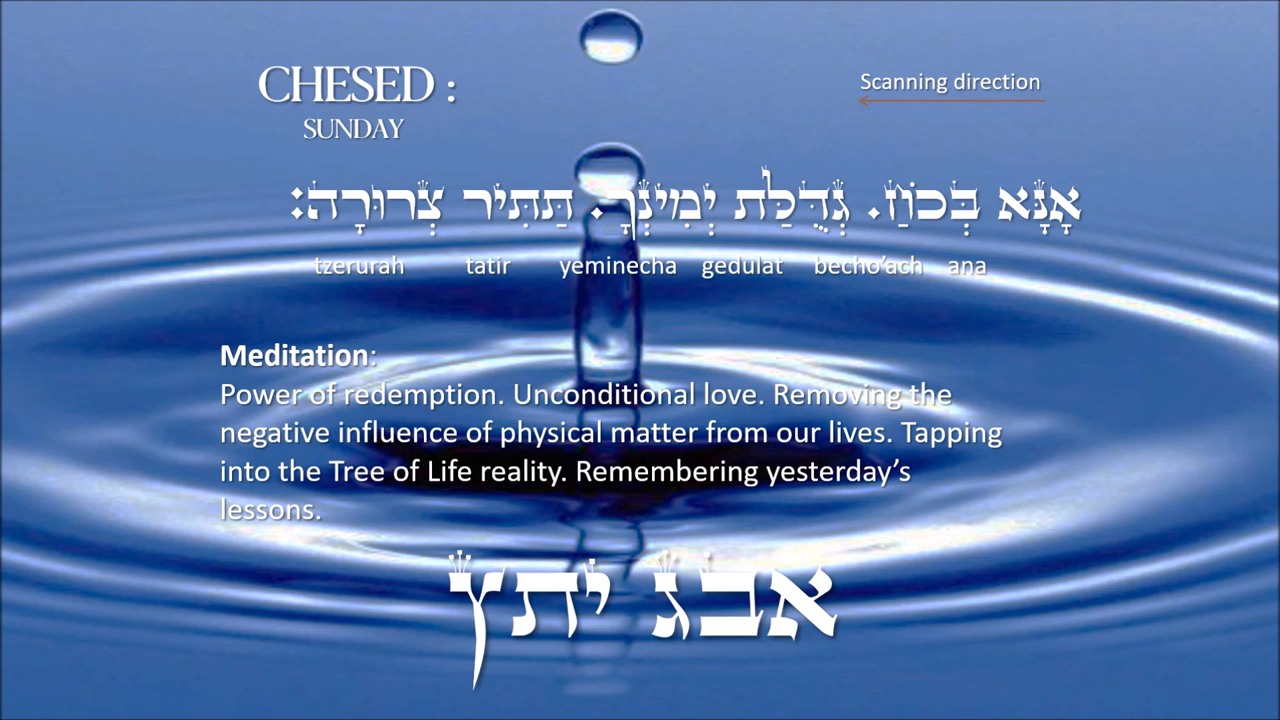 CHESED :
Scanning direction
SUNDAY
אָנָּא בְּכוֹחַ. גְּדֻלַּת יְמִינְךָ. תַּתִּיר צְרוּרָה:
tzerurah tatir yeminecha gedulat becho’ach ana
Meditation:
Power of redemption. Unconditional love. Removing the
negative influence of physical matter from our lives. Tapping
into the Tree of Life reality. Remembering yesterday’s
lessons.
אבג יתץ